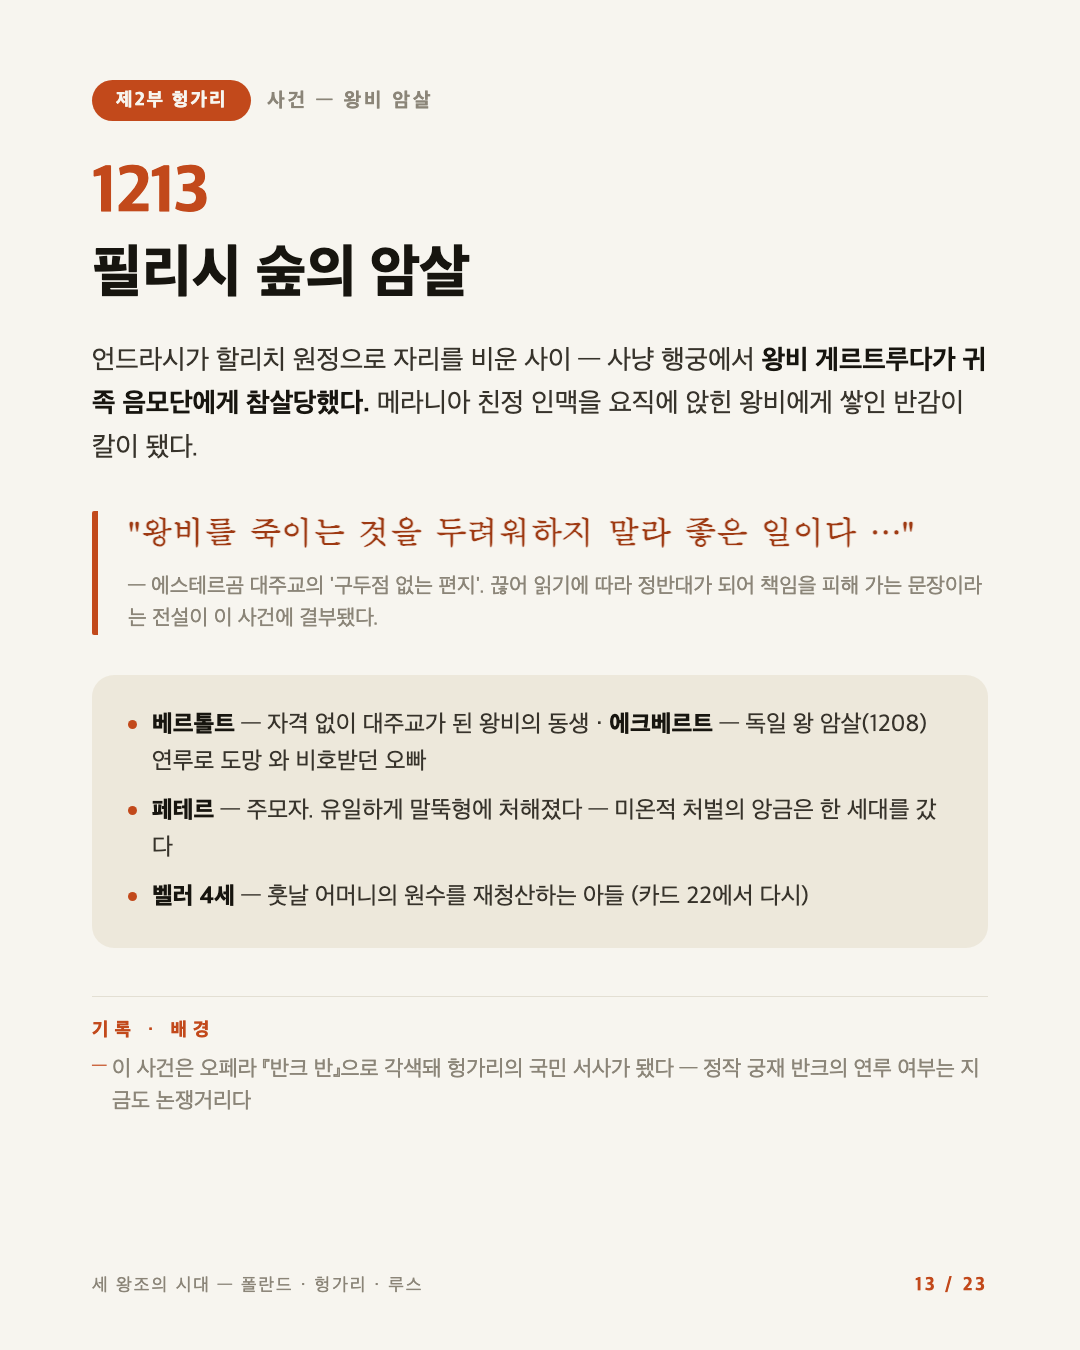 제2부 헝가리 사건 — 왕비 암살
1213
필리시 숲의 암살
언드라시가 할리치 원정으로 자리를 비운 사이 — 사냥 행궁에서 왕비 게르트루다가 귀
족 음모단에게 참살당했다. 메라니아 친정 인맥을 요직에 앉힌 왕비에게 쌓인 반감이
칼이 됐다.
"왕비를 죽이는 것을 두려워하지 말라 좋은 일이다 …"
— 에스테르곰 대주교의 '구두점 없는 편지'. 끊어 읽기에 따라 정반대가 되어 책임을 피해 가는 문장이라
는 전설이 이 사건에 결부됐다.
• 베르톨트 — 자격 없이 대주교가 된 왕비의 동생 · 에크베르트 — 독일 왕 암살(1208)
연루로 도망 와 비호받던 오빠
• 페테르 — 주모자. 유일하게 말뚝형에 처해졌다 — 미온적 처벌의 앙금은 한 세대를 갔
다
• 벨러 4세 — 훗날 어머니의 원수를 재청산하는 아들 (카드 22에서 다시)
기록 · 배경
— 이 사건은 오페라 『반크 반』으로 각색돼 헝가리의 국민 서사가 됐다 — 정작 궁재 반크의 연루 여부는 지
금도 논쟁거리다
세 왕조의 시대 — 폴란드 · 헝가리 · 루스
13 / 23